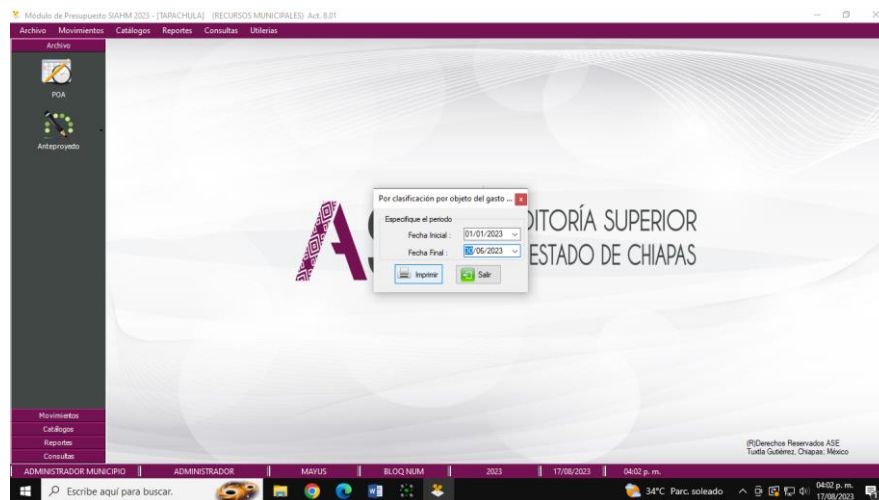 Módulo de Presupuesto SIAHM 2023 - [TAPACHULA] (RECURSOS MUNICIPALES) Act. 8.01
Archivo Movimientos Catálogos Reportes Consultas Utilerias
Archivo
POA
Anteproyecto
Por clasificación por objeto del gasto ...
Especifique el periodo
Fecha Inicial : 01/01/2023
Fecha Final : 30/06/2023
Imprimir Salir
DITORÍA SUPERIOR
ESTADO DE CHIAPAS
Movimientos
Catálogos
Reportes
Consultas
(R)Derechos Reservados ASE
Tuxtla Gutiérrez, Chiapas; México
ADMINISTRADOR MUNICIPIO ADMINISTRADOR MAYUS BLOQ NUM 2023 17/08/2023 04:02 p. m.
Escribe aquí para buscar. 34°C Parc. soleado 04:02 p. m.
17/08/2023